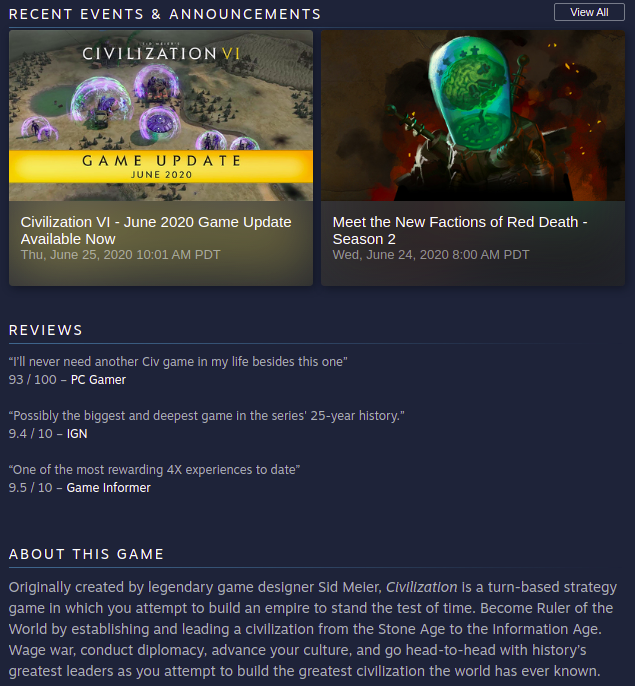 RECENT EVENTS & ANNOUNCEMENTS
View All
SID MEIER'S
CIVILIZATION VI
GAME UPDATE
JUNE 2020
Civilization VI - June 2020 Game Update
Available Now
Thu, June 25, 2020 10:01 AM PDT
Meet the New Factions of Red Death -
Season 2
Wed, June 24, 2020 8:00 AM PDT
REVIEWS
“I’ll never need another Civ game in my life besides this one”
93 / 100 – PC Gamer
“Possibly the biggest and deepest game in the series’ 25-year history.”
9.4 / 10 – IGN
“One of the most rewarding 4X experiences to date”
9.5 / 10 – Game Informer
ABOUT THIS GAME
Originally created by legendary game designer Sid Meier, Civilization is a turn-based strategy
game in which you attempt to build an empire to stand the test of time. Become Ruler of the
World by establishing and leading a civilization from the Stone Age to the Information Age.
Wage war, conduct diplomacy, advance your culture, and go head-to-head with history’s
greatest leaders as you attempt to build the greatest civilization the world has ever known.